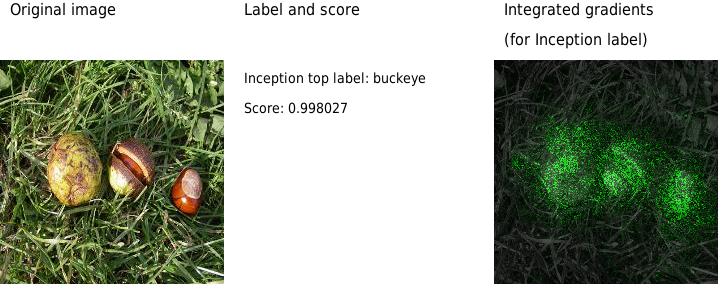 Original image
Label and score
Integrated gradients
(for Inception label)
Inception top label: buckeye
Score: 0.998027